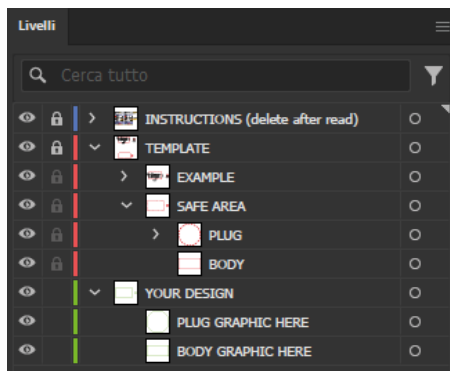 Livelli
Cerca tutto
INSTRUCTIONS (delete after read)
TEMPLATE
EXAMPLE
SAFE AREA
PLUG
BODY
YOUR DESIGN
PLUG GRAPHIC HERE
BODY GRAPHIC HERE